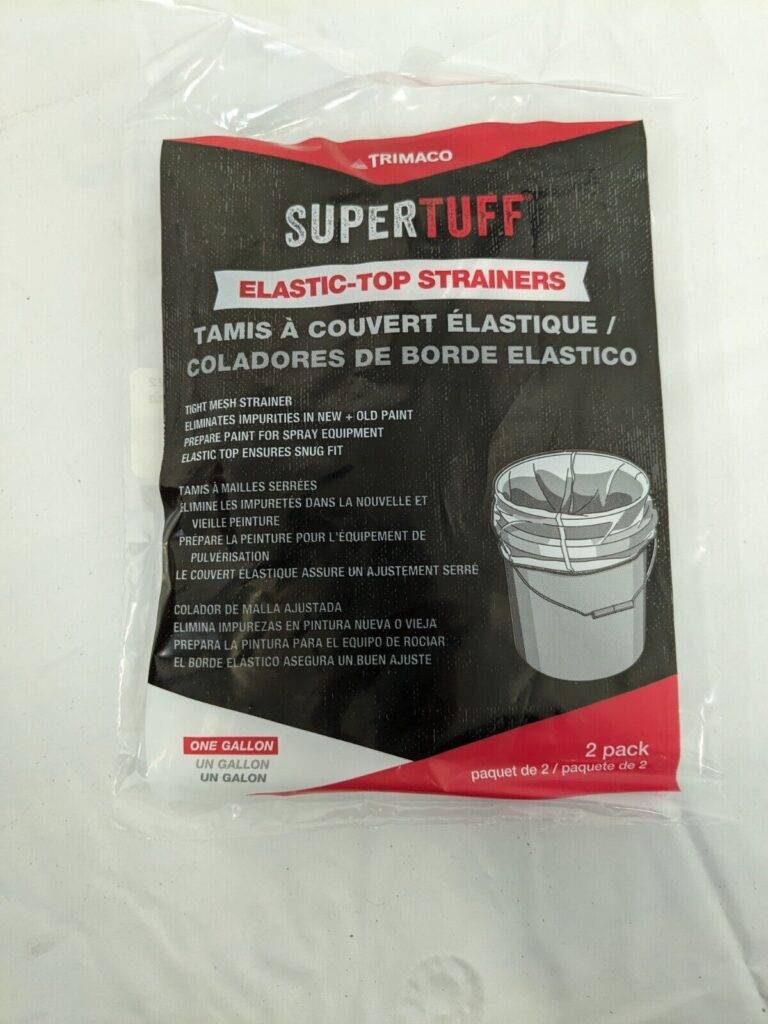 TRIMACO
SUPERTUFF
ELASTIC-TOP STRAINERS
TAMIS À COUVERT ÉLASTIQUE /
COLADORES DE BORDE ELASTICO
TIGHT MESH STRAINER
ELIMINATES IMPURITIES IN NEW + OLD PAINT
PREPARE PAINT FOR SPRAY EQUIPMENT
ELASTIC TOP ENSURES SNUG FIT
TAMIS À MAILLES SERRÉES
ÉLIMINE LES IMPURETÉS DANS LA NOUVELLE ET
VIEILLE PEINTURE
PRÉPARE LA PEINTURE POUR L'ÉQUIPEMENT DE
PULVÉRISATION
LE COUVERT ÉLASTIQUE ASSURE UN AJUSTEMENT SERRÉ
COLADOR DE MALLA AJUSTADA
ELIMINA IMPUREZAS EN PINTURA NUEVA O VIEJA
PREPARA LA PINTURA PARA EL EQUIPO DE ROCIAR
EL BORDE ELASTICO ASEGURA UN BUEN AJUSTE
ONE GALLON
UN GALLON
UN GALON
2 pack
paquet de 2 / paquete de 2